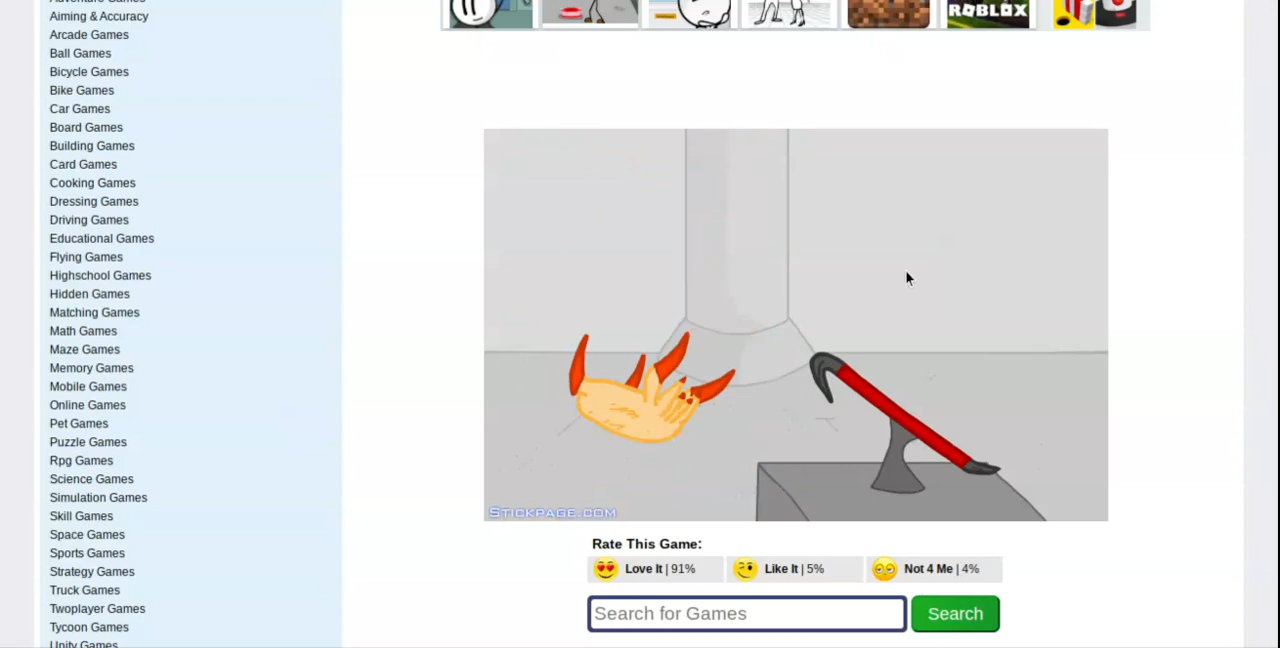 Aiming & Accuracy
Arcade Games
Ball Games
Bicycle Games
Bike Games
Car Games
Board Games
Building Games
Card Games
Cooking Games
Dressing Games
Driving Games
Educational Games
Flying Games
Highschool Games
Hidden Games
Matching Games
Math Games
Maze Games
Memory Games
Mobile Games
Online Games
Pet Games
Puzzle Games
Rpg Games
Science Games
Simulation Games
Skill Games
Space Games
Sports Games
Strategy Games
Truck Games
Twoplayer Games
Tycoon Games
Unity Games
ROBLOX
STICKPAGE.COM
Rate This Game:
Love It | 91% Like It | 5% Not 4 Me | 4%
Search for Games Search